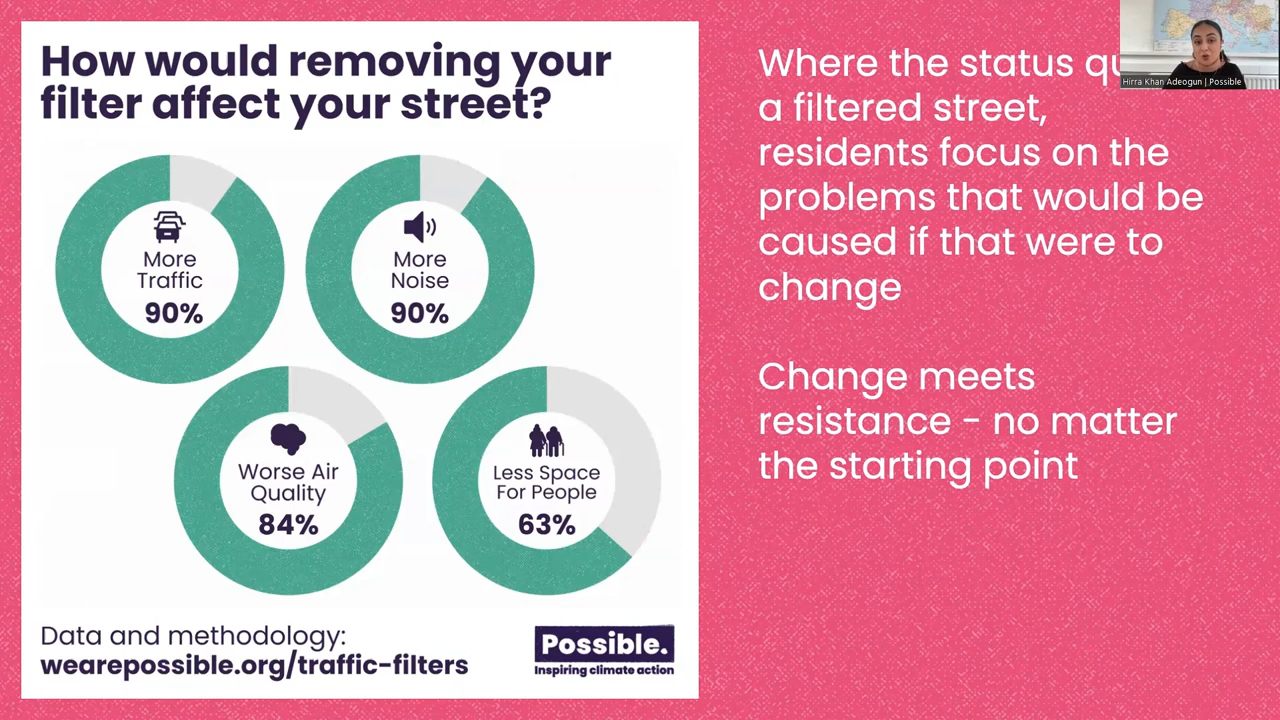 How would removing your
filter affect your street?
More
Traffic
90%
More
Noise
90%
Worse Air
Quality
84%
Less Space
For People
63%
Data and methodology:
wearepossible.org/traffic-filters
Possible.
Inspiring climate action
Where the status
a filtered street,
residents focus on the
problems that would be
caused if that were to
change
Change meets
resistance - no matter
the starting point
Hirra Khan Adeogun | Possible